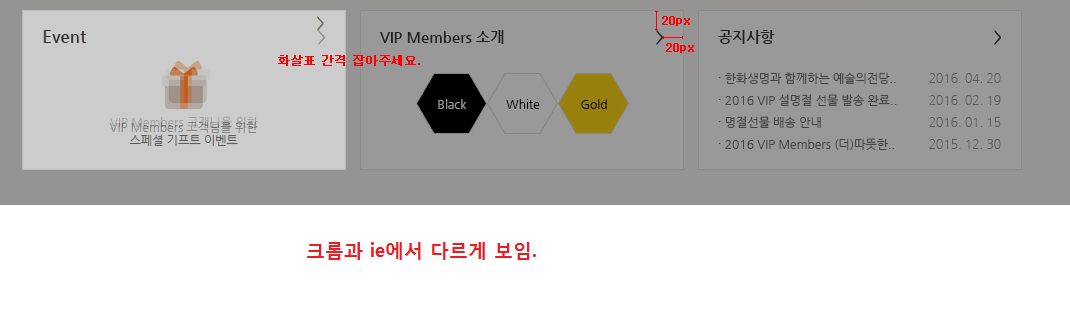 Event
화살표 간격 잡아주세요.
VIP Members 고객님을 위한
VIP Members 고객님을 위한
스페셜 기프트 이벤트
VIP Members 소개
20px
20px
Black
White
Gold
공지사항
· 한화생명과 함께하는 예술의전당.. 2016. 04. 20
· 2016 VIP 설명절 선물 발송 완료.. 2016. 02. 19
· 명절선물 배송 안내 2016. 01. 15
· 2016 VIP Members (더)따뜻한.. 2015. 12. 30
크롬과 ie에서 다르게 보임.